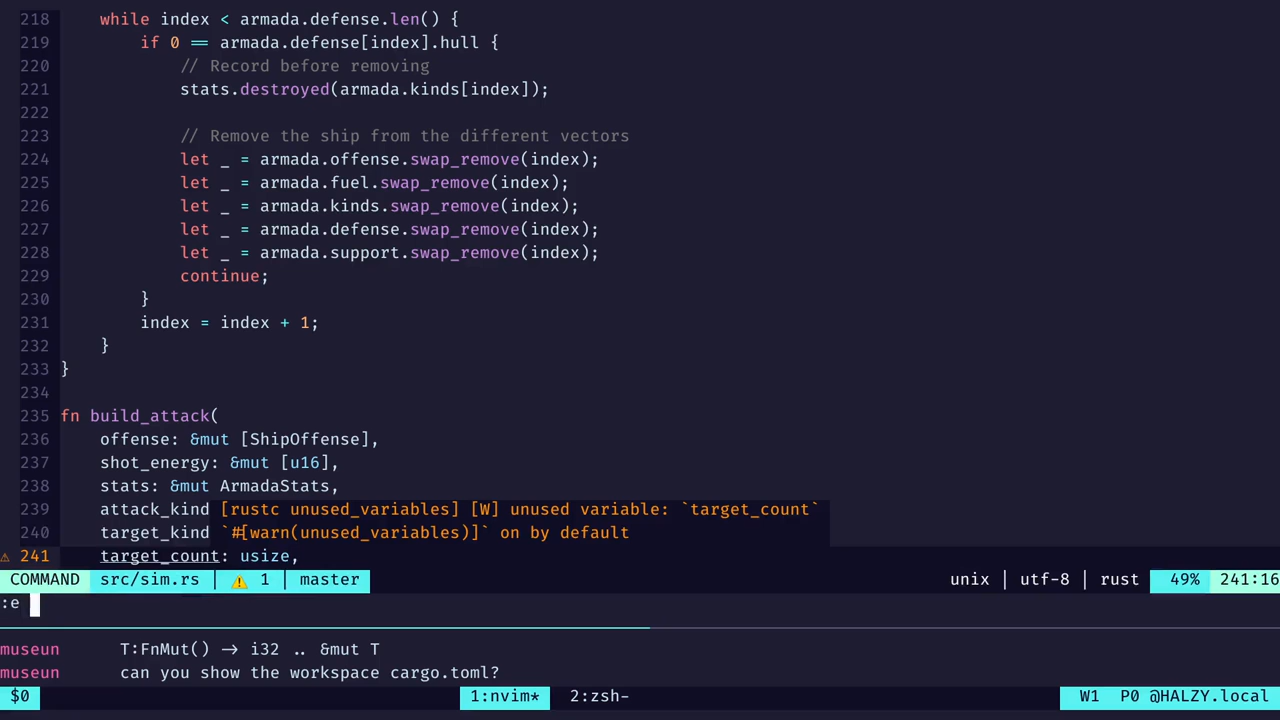 218     while index < armada.defense.len() {
219         if 0 == armada.defense[index].hull {
220             // Record before removing
221             stats.destroyed(armada.kinds[index]);
222
223             // Remove the ship from the different vectors
224             let _ = armada.offense.swap_remove(index);
225             let _ = armada.fuel.swap_remove(index);
226             let _ = armada.kinds.swap_remove(index);
227             let _ = armada.defense.swap_remove(index);
228             let _ = armada.support.swap_remove(index);
229             continue;
230         }
231         index = index + 1;
232     }
233 }
234
235 fn build_attack(
236     offense: &mut [ShipOffense],
237     shot_energy: &mut [u16],
238     stats: &mut ArmadaStats,
239     attack_kind [rustc unused_variables] [W] unused variable: `target_count`
240     target_kind `#[warn(unused_variables)]` on by default
⚠ 241     target_count: usize,
COMMAND src/sim.rs | ⚠ 1 | master unix | utf-8 | rust 49% 241:16
:e
museun T:FnMut() -> i32 .. &mut T
museun can you show the workspace cargo.toml?
$0 1:nvim* 2:zsh- W1 P0 @HALZY.local